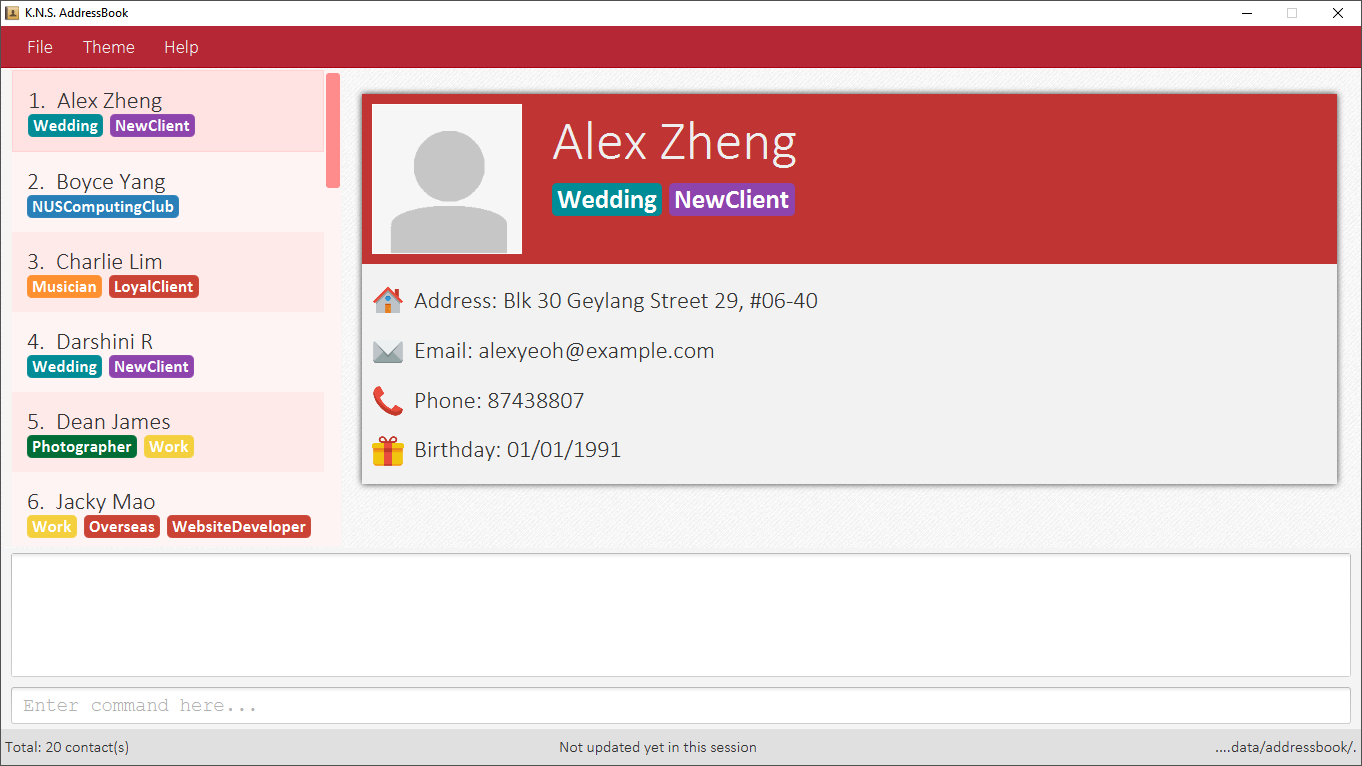 K.N.S. AddressBook
File Theme Help
1. Alex Zheng
Wedding NewClient
2. Boyce Yang
NUSComputingClub
3. Charlie Lim
Musician LoyalClient
4. Darshini R
Wedding NewClient
5. Dean James
Photographer Work
6. Jacky Mao
Work Overseas WebsiteDeveloper
Alex Zheng
Wedding NewClient
Address: Blk 30 Geylang Street 29, #06-40
Email: alexyeoh@example.com
Phone: 87438807
Birthday: 01/01/1991
Enter command here...
Total: 20 contact(s) Not updated yet in this session ....data/addressbook/.